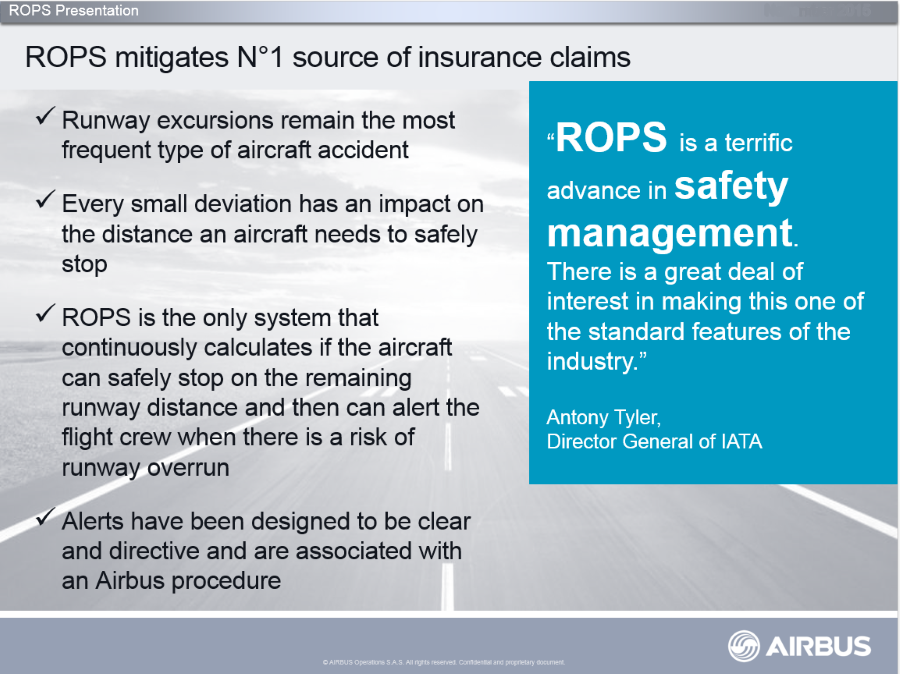 ROPS Presentation
ROPS mitigates N°1 source of insurance claims
✓ Runway excursions remain the most
frequent type of aircraft accident
✓ Every small deviation has an impact on
the distance an aircraft needs to safely
stop
✓ ROPS is the only system that
continuously calculates if the aircraft
can safely stop on the remaining
runway distance and then can alert the
flight crew when there is a risk of
runway overrun
✓ Alerts have been designed to be clear
and directive and are associated with
an Airbus procedure
“ROPS is a terrific
advance in safety
management.
There is a great deal of
interest in making this one of
the standard features of the
industry.”
Antony Tyler,
Director General of IATA
© AIRBUS Operations S.A.S. All rights reserved. Confidential and proprietary document.
AIRBUS